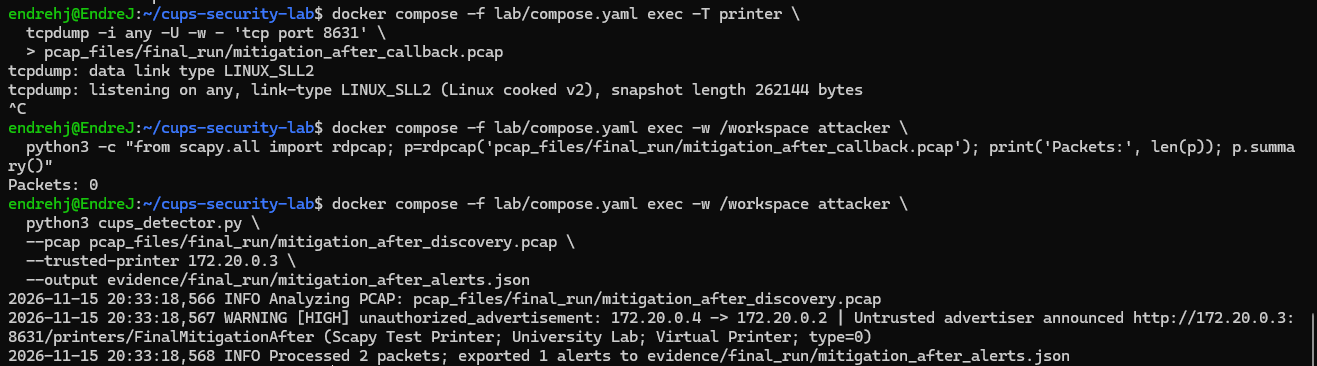 endrehj@EndreJ:~/cups-security-lab$ docker compose -f lab/compose.yaml exec -T printer \
  tcpdump -i any -U -w - 'tcp port 8631' \
  > pcap_files/final_run/mitigation_after_callback.pcap
tcpdump: data link type LINUX_SLL2
tcpdump: listening on any, link-type LINUX_SLL2 (Linux cooked v2), snapshot length 262144 bytes
^C
endrehj@EndreJ:~/cups-security-lab$ docker compose -f lab/compose.yaml exec -w /workspace attacker \
  python3 -c "from scapy.all import rdpcap; p=rdpcap('pcap_files/final_run/mitigation_after_callback.pcap'); print('Packets:', len(p)); p.summa
ry()"
Packets: 0
endrehj@EndreJ:~/cups-security-lab$ docker compose -f lab/compose.yaml exec -w /workspace attacker \
  python3 cups_detector.py \
  --pcap pcap_files/final_run/mitigation_after_discovery.pcap \
  --trusted-printer 172.20.0.3 \
  --output evidence/final_run/mitigation_after_alerts.json
2026-11-15 20:33:18,566 INFO Analyzing PCAP: pcap_files/final_run/mitigation_after_discovery.pcap
2026-11-15 20:33:18,567 WARNING [HIGH] unauthorized_advertisement: 172.20.0.4 -> 172.20.0.2 | Untrusted advertiser announced http://172.20.0.3:
8631/printers/FinalMitigationAfter (Scapy Test Printer; University Lab; Virtual Printer; type=0)
2026-11-15 20:33:18,568 INFO Processed 2 packets; exported 1 alerts to evidence/final_run/mitigation_after_alerts.json